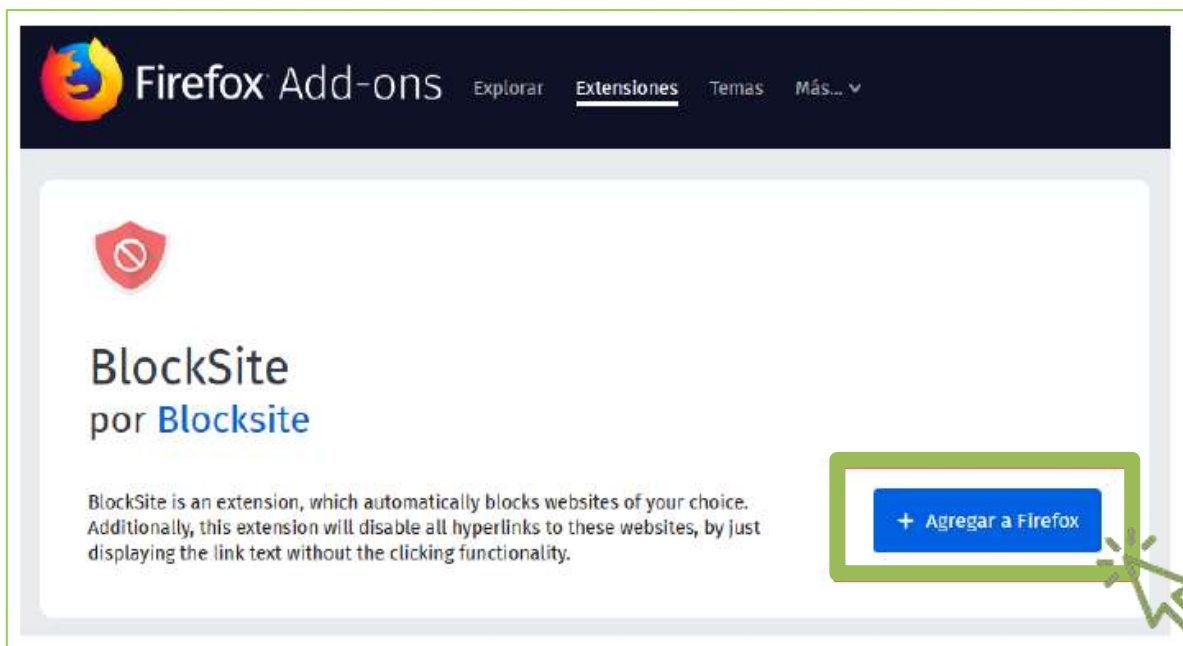 Firefox Add-ons Explorar Extensiones Temas Más...
BlockSite
por Blocksite
BlockSite is an extension, which automatically blocks websites of your choice.
Additionally, this extension will disable all hyperlinks to these websites, by just
displaying the link text without the clicking functionality.
+ Agregar a Firefox